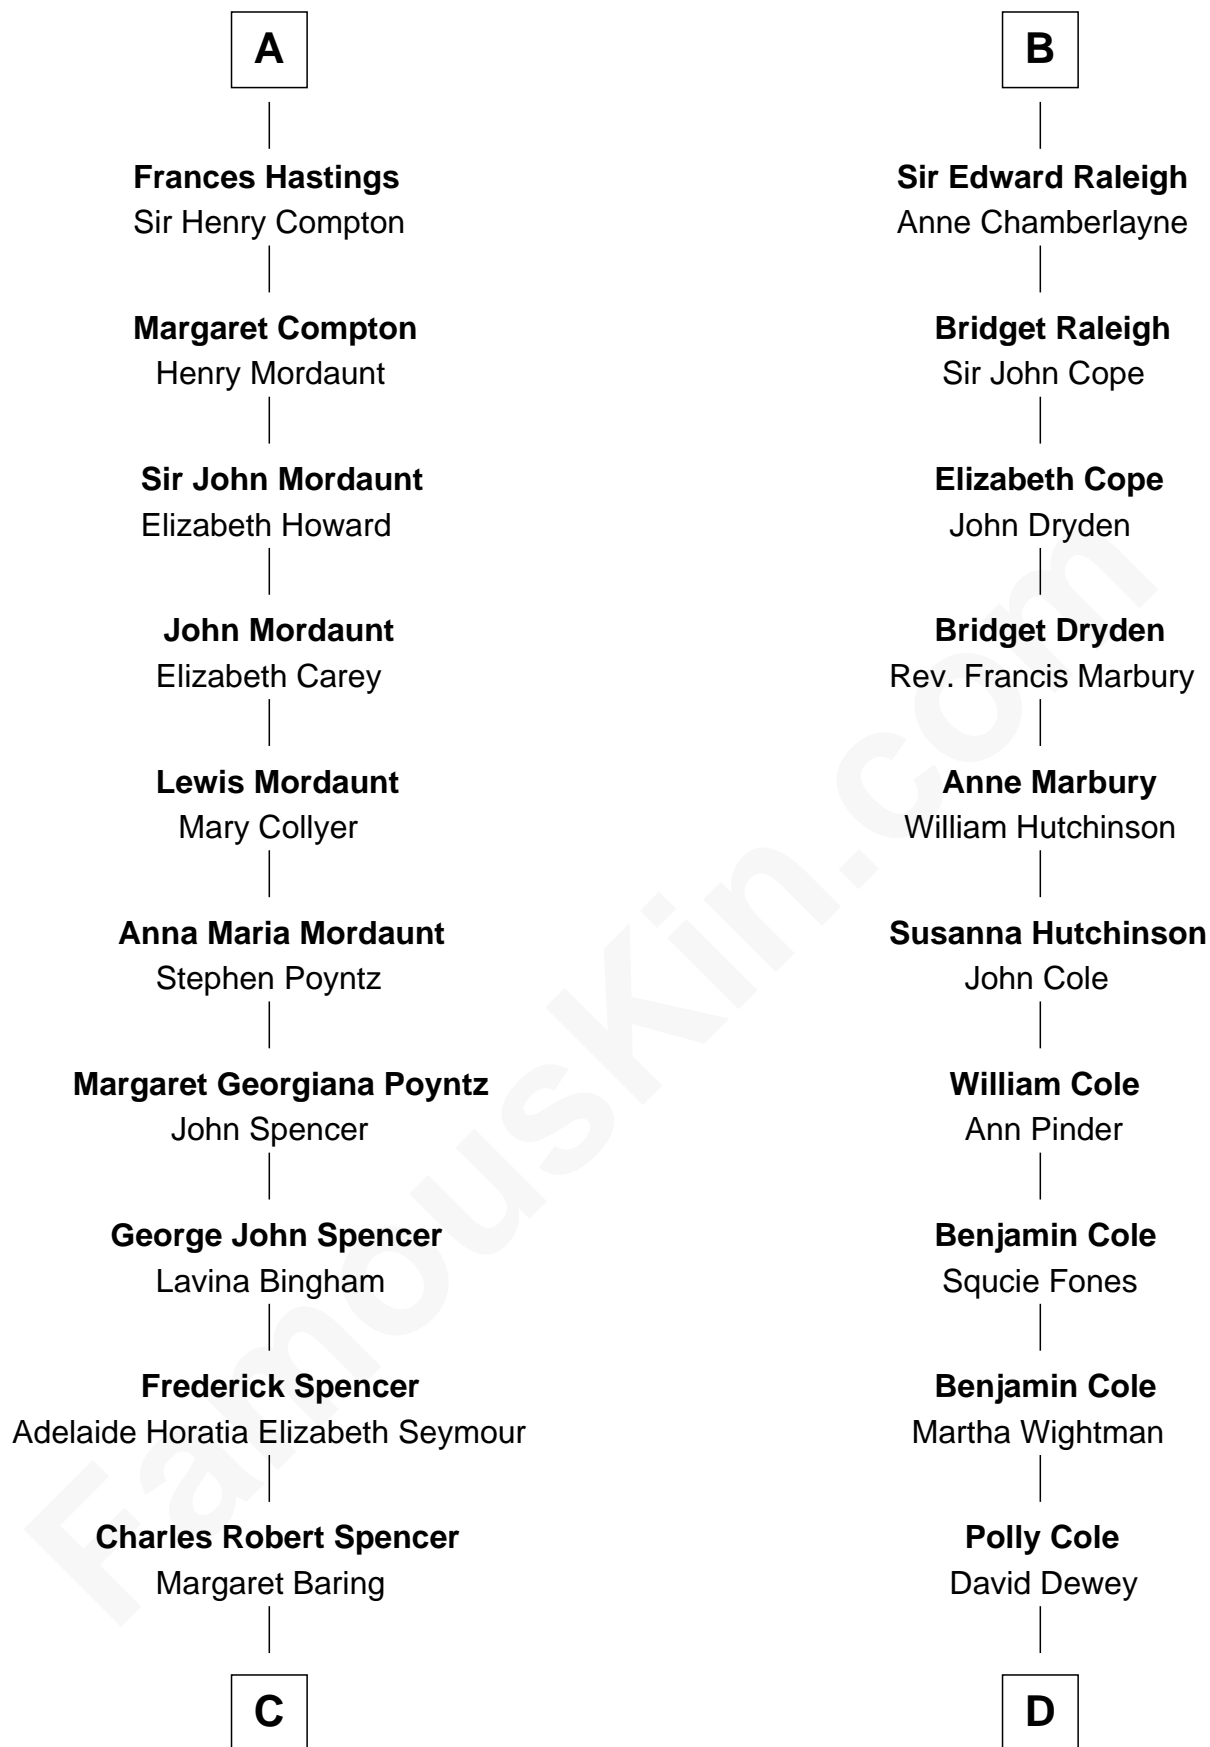 A
Frances Hastings
Sir Henry Compton
Margaret Compton
Henry Mordaunt
Sir John Mordaunt
Elizabeth Howard
John Mordaunt
Elizabeth Carey
Lewis Mordaunt
Mary Collyer
Anna Maria Mordaunt
Stephen Poyntz
Margaret Georgiana Poyntz
John Spencer
George John Spencer
Lavina Bingham
Frederick Spencer
Adelaide Horatia Elizabeth Seymour
Charles Robert Spencer
Margaret Baring
C
B
Sir Edward Raleigh
Anne Chamberlayne
Bridget Raleigh
Sir John Cope
Elizabeth Cope
John Dryden
Bridget Dryden
Rev. Francis Marbury
Anne Marbury
William Hutchinson
Susanna Hutchinson
John Cole
William Cole
Ann Pinder
Benjamin Cole
Squcie Fones
Benjamin Cole
Martha Wightman
Polly Cole
David Dewey
D
FamousKin.com